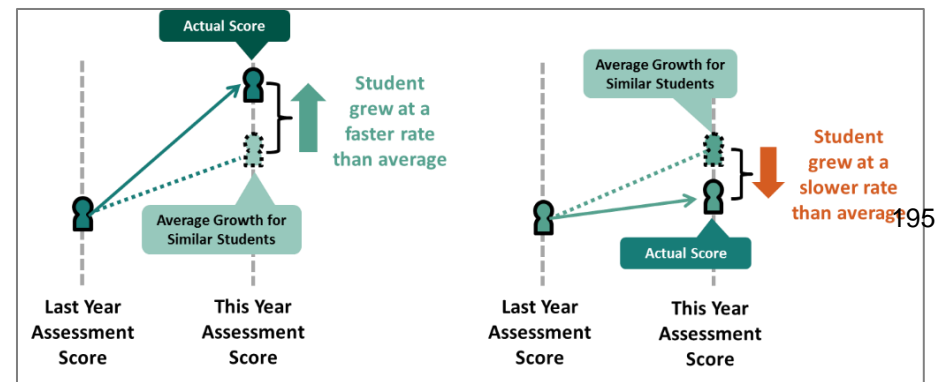 Actual Score
Student
grew at a
faster rate
than average
Average Growth for
Similar Students
Last Year
Assessment
Score
This Year
Assessment
Score
Average Growth for
Similar Students
Student
grew at a
slower rate
than average
195
Actual Score
Last Year
Assessment
Score
This Year
Assessment
Score